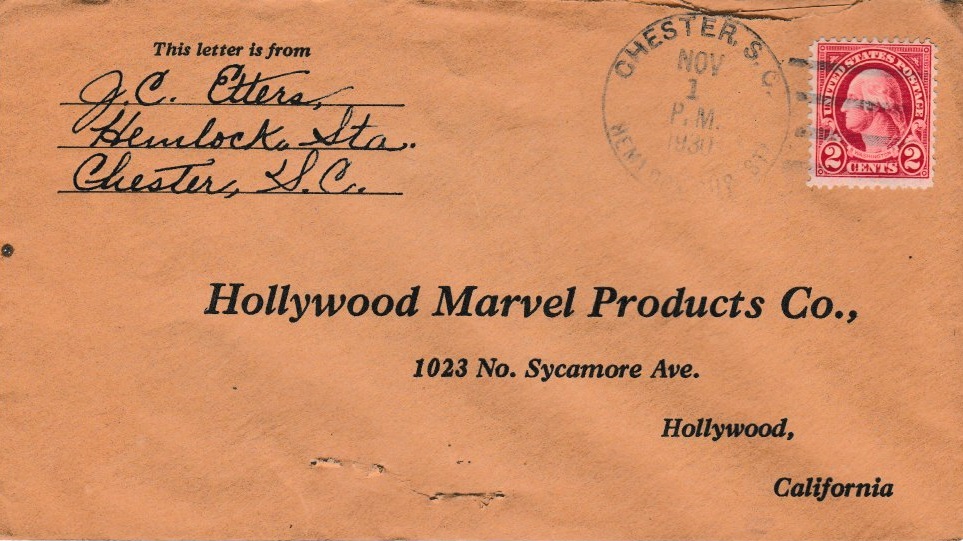 This letter is from
J.C. Etters,
Hemlock, Sta.
Chester, S.C.
CHESTER, S. C.
NOV
1
P.M.
1930
UNITED STATES POSTAGE
2 CENTS 2
Hollywood Marvel Products Co.,
1023 No. Sycamore Ave.
Hollywood,
California